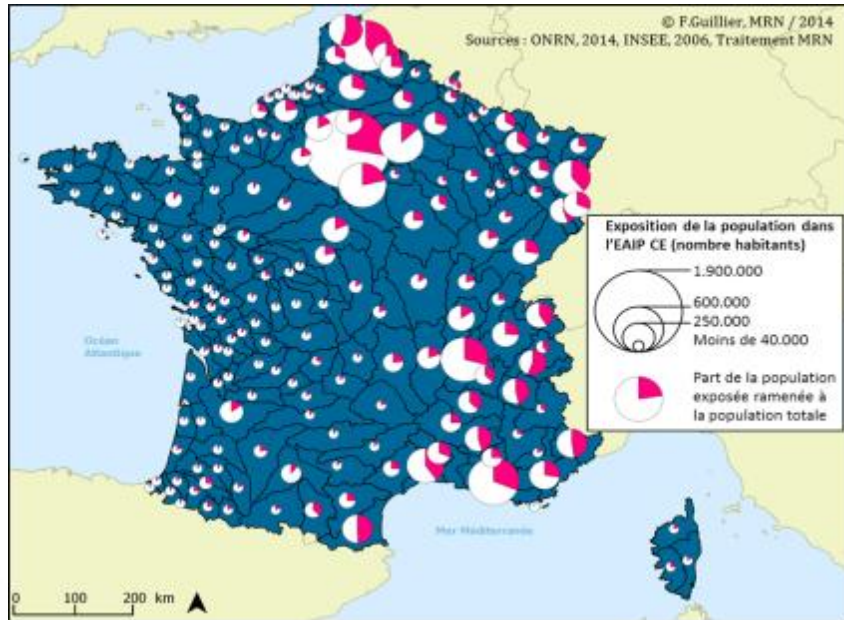 © F.Guillier, MRN / 2014
Sources : ONRN, 2014, INSEE, 2006, Traitement MRN
Exposition de la population dans
l'EAIP CE (nombre habitants)
1.900.000
600.000
250.000
Moins de 40.000
Part de la population
exposée ramenée à
la population totale
Océan
Atlantique
Mer Méditerranée
0 100 200 km